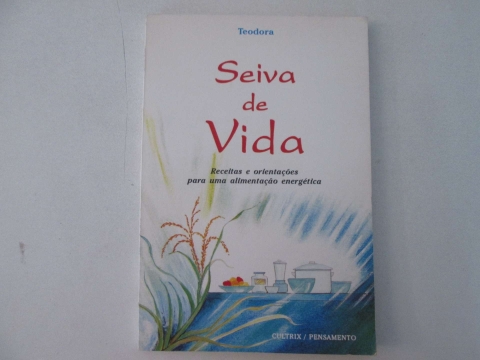 Teodora
Seiva
de
Vida
Receitas e orientações
para uma alimentação energética
CULTRIX / PENSAMENTO